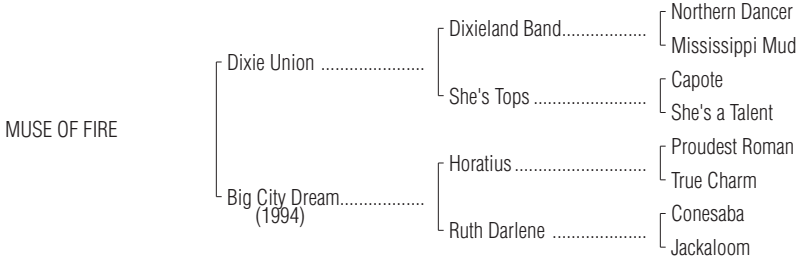 Northern Dancer
Dixieland Band..................
Mississippi Mud
Dixie Union ......................
Capote
She's Tops ........................
She's a Talent
MUSE OF FIRE
Proudest Roman
Horatius............................
True Charm
Big City Dream..................
(1994)
Conesaba
Ruth Darlene ....................
Jackaloom